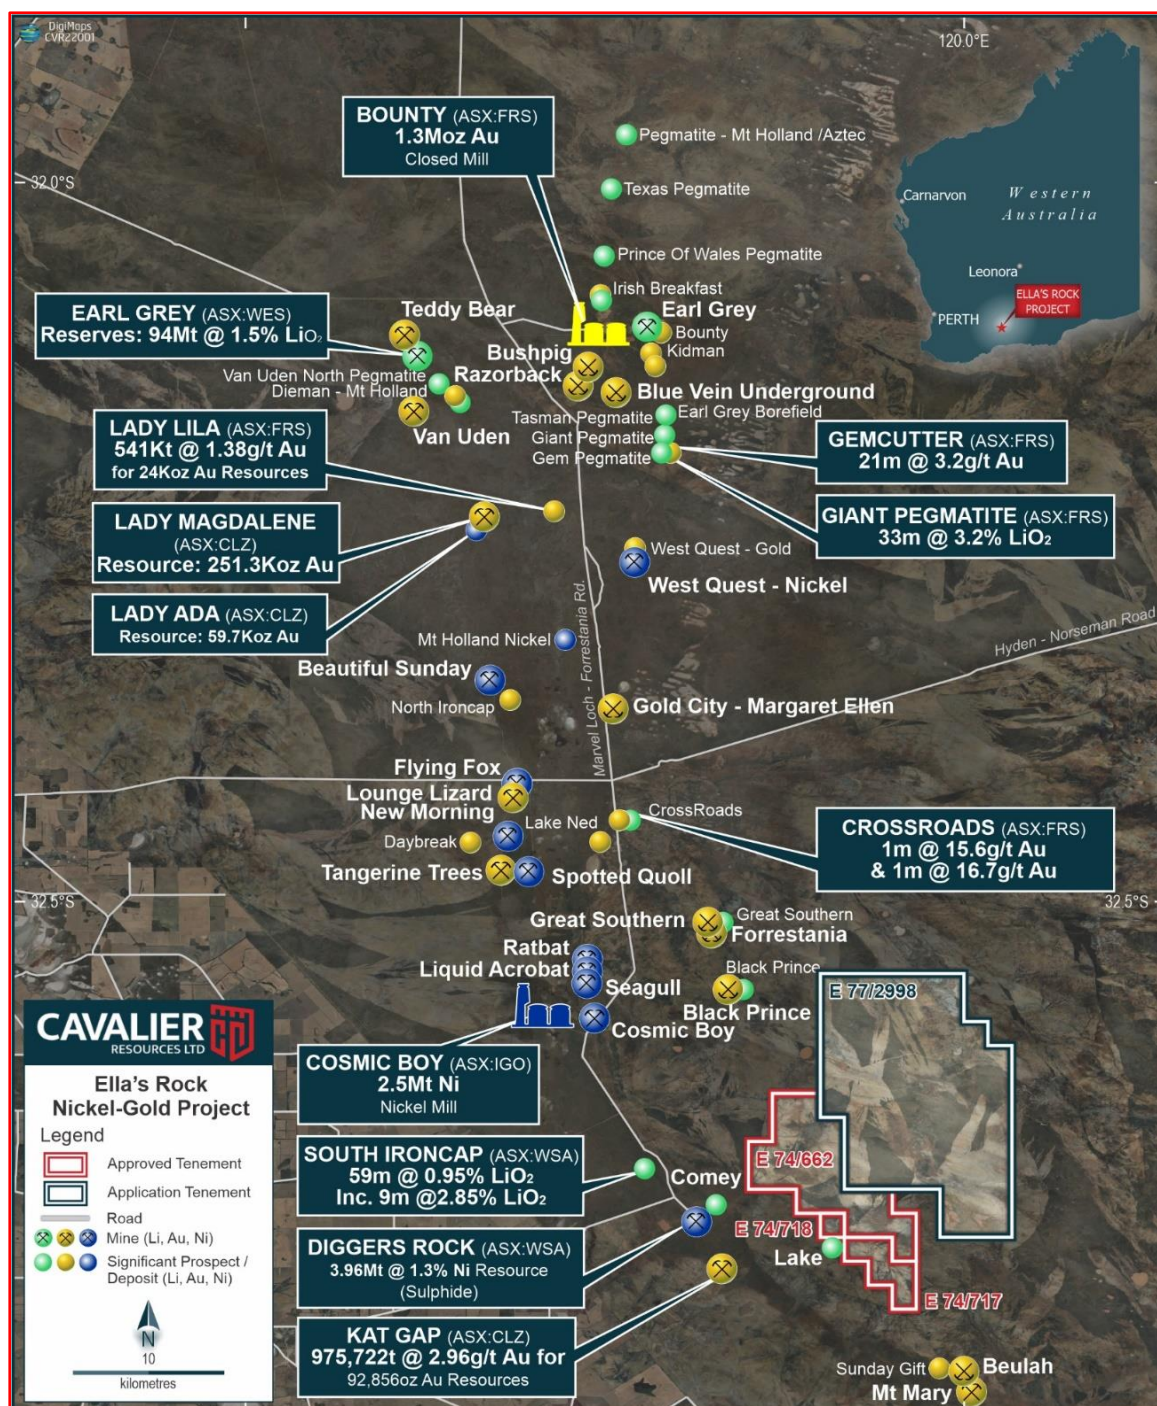 DigiMaps
CVR22001
120.0°E
BOUNTY (ASX:FRS)
1.3Moz Au
Closed Mill
Pegmatite - Mt Holland /Aztec
32.0°S
Texas Pegmatite
Carnarvon
Western
Australia
Prince Of Wales Pegmatite
Leonora
Irish Breakfast
ELLA'S ROCK
PROJECT
PERTH
EARL GREY (ASX:WES)
Reserves: 94Mt @ 1.5% LiO₂
Teddy Bear
Earl Grey
Bounty
Kidman
Bushpig
Razorback
Van Uden North Pegmatite
Dieman - Mt Holland
Blue Vein Underground
Van Uden
Tasman Pegmatite
Earl Grey Borefield
Giant Pegmatite
Gem Pegmatite
LADY LILA (ASX:FRS)
541Kt @ 1.38g/t Au
for 24Koz Au Resources
GEMCUTTER (ASX:FRS)
21m @ 3.2g/t Au
LADY MAGDALENE
(ASX:CLZ)
Resource: 251.3Koz Au
GIANT PEGMATITE (ASX:FRS)
33m @ 3.2% LiO₂
West Quest - Gold
West Quest - Nickel
LADY ADA (ASX:CLZ)
Resource: 59.7Koz Au
Mt Holland Nickel
Hyden - Norseman Road
Beautiful Sunday
North Ironcap
Marvel Loch - Forrestania Rd.
Gold City - Margaret Ellen
Flying Fox
Lounge Lizard
New Morning
CrossRoads
Lake Ned
Daybreak
CROSSROADS (ASX:FRS)
1m @ 15.6g/t Au
& 1m @ 16.7g/t Au
Tangerine Trees
Spotted Quoll
32.5°S
Great Southern
Great Southern
Forrestania
Ratbat
Liquid Acrobat
Seagull
Black Prince
Black Prince
E 77/2998
Cosmic Boy
CAVALIER
RESOURCES LTD
COSMIC BOY (ASX:IGO)
2.5Mt Ni
Nickel Mill
Ella's Rock
Nickel-Gold Project
Legend
Approved Tenement
Application Tenement
Road
Mine (Li, Au, Ni)
Significant Prospect /
Deposit (Li, Au, Ni)
N
10
kilometres
SOUTH IRONCAP (ASX:WSA)
59m @ 0.95% LiO₂
Inc. 9m @2.85% LiO₂
Comey
E 74/662
E 74/718
Lake
E 74/717
DIGGERS ROCK (ASX:WSA)
3.96Mt @ 1.3% Ni Resource
(Sulphide)
KAT GAP (ASX:CLZ)
975,722t @ 2.96g/t Au for
92,856oz Au Resources
Sunday Gift
Beulah
Mt Mary